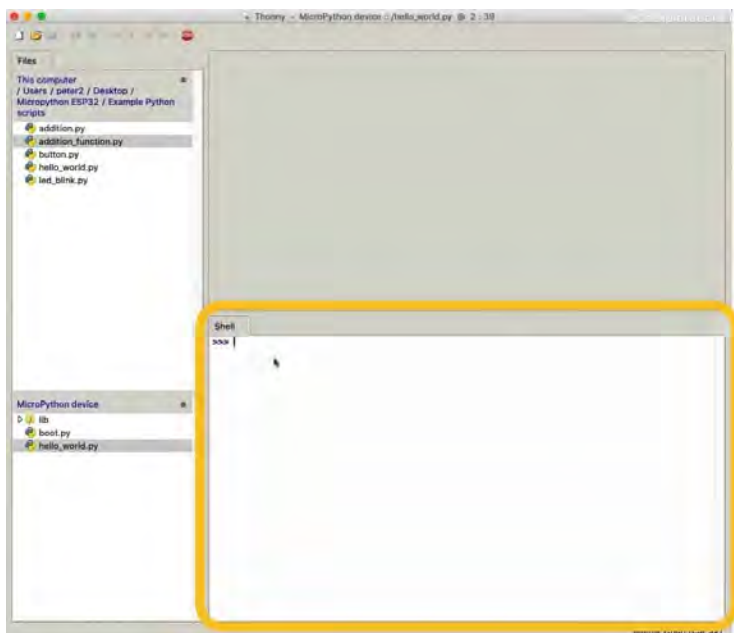 Thonny - MicroPython device :: /hello_world.py @ 2 : 39
Files
This computer
/ Users / peter2 / Desktop /
Micropython ESP32 / Example Python
scripts
addition.py
addition_function.py
button.py
hello_world.py
led_blink.py
Shell
>>>
MicroPython device
lib
boot.py
hello_world.py